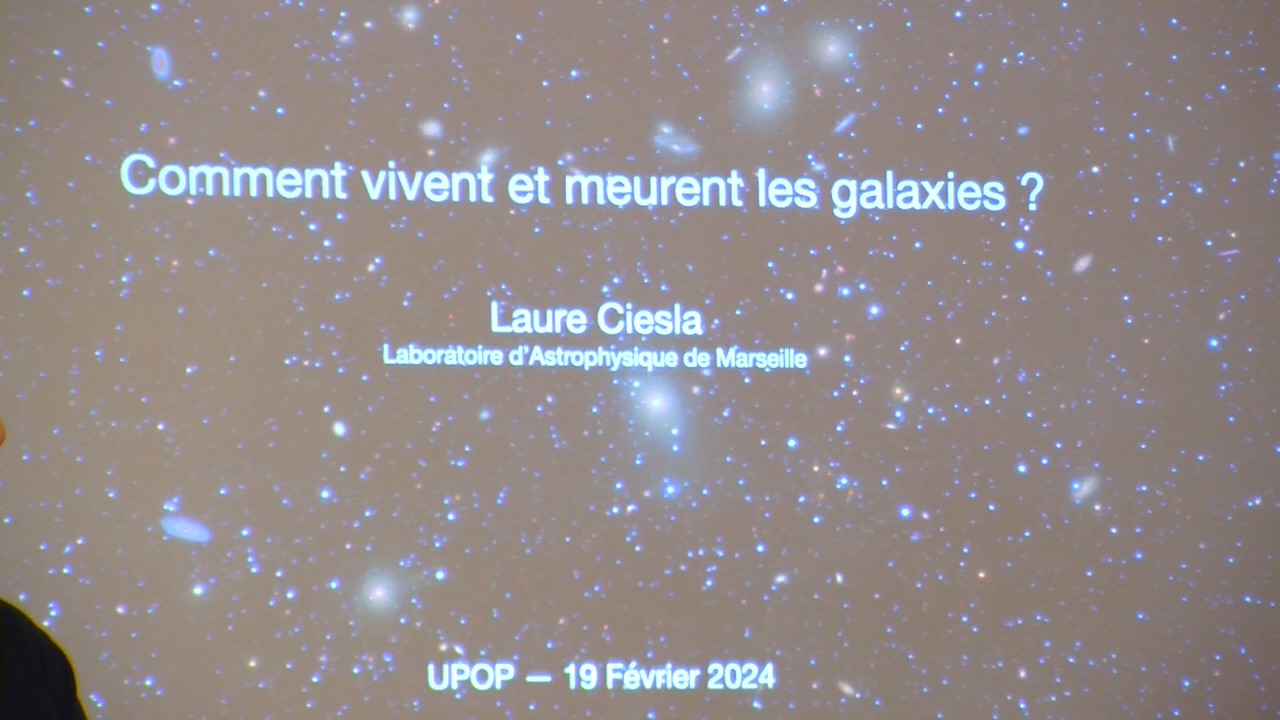 Comment vivent et meurent les galaxies ?
Laure Ciesla
Laboratoire d'Astrophysique de Marseille
UPOP — 19 Février 2024